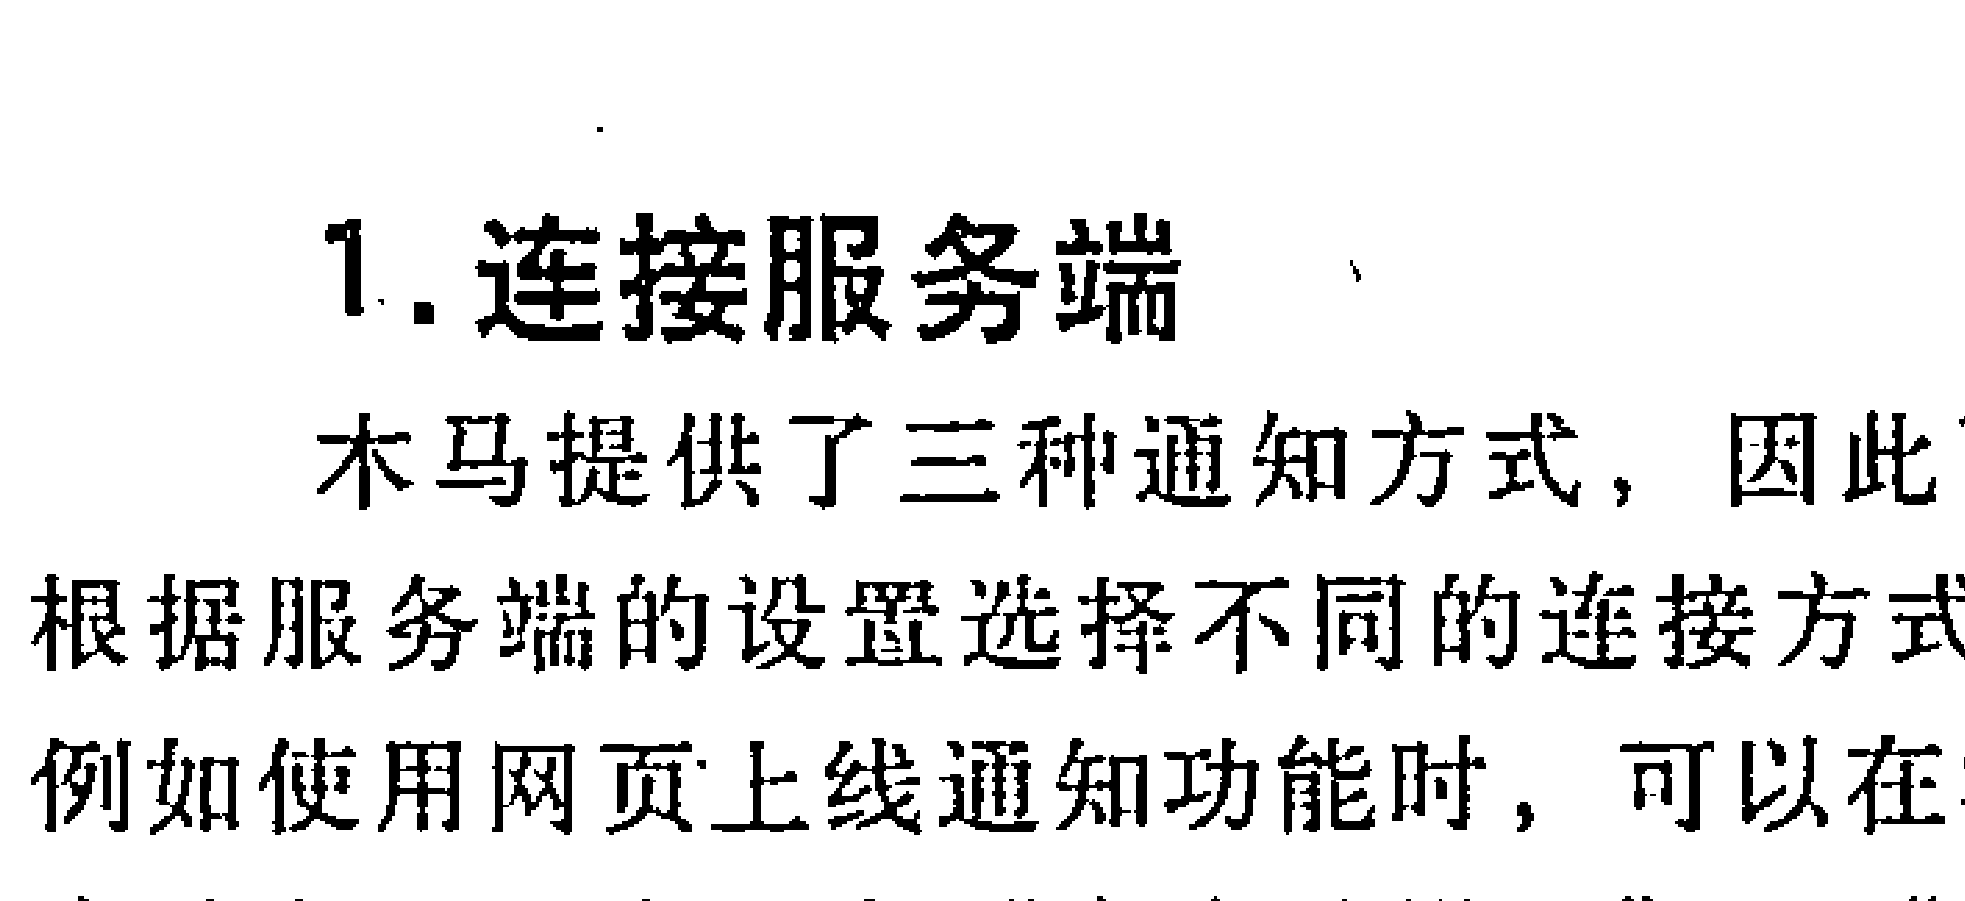 1.连接服务端
木马提供了三种通知方式，因此
根据服务端的设置选择不同的连接方式
例如使用网页上线通知功能时，可以在